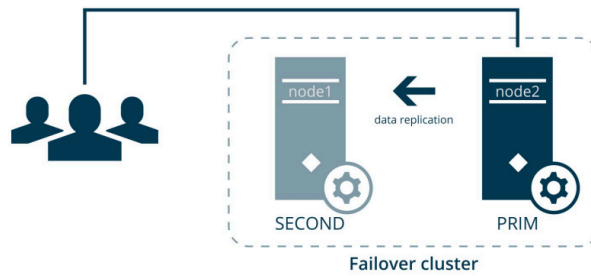 node1
node2
data replication
SECOND
PRIM
Failover cluster